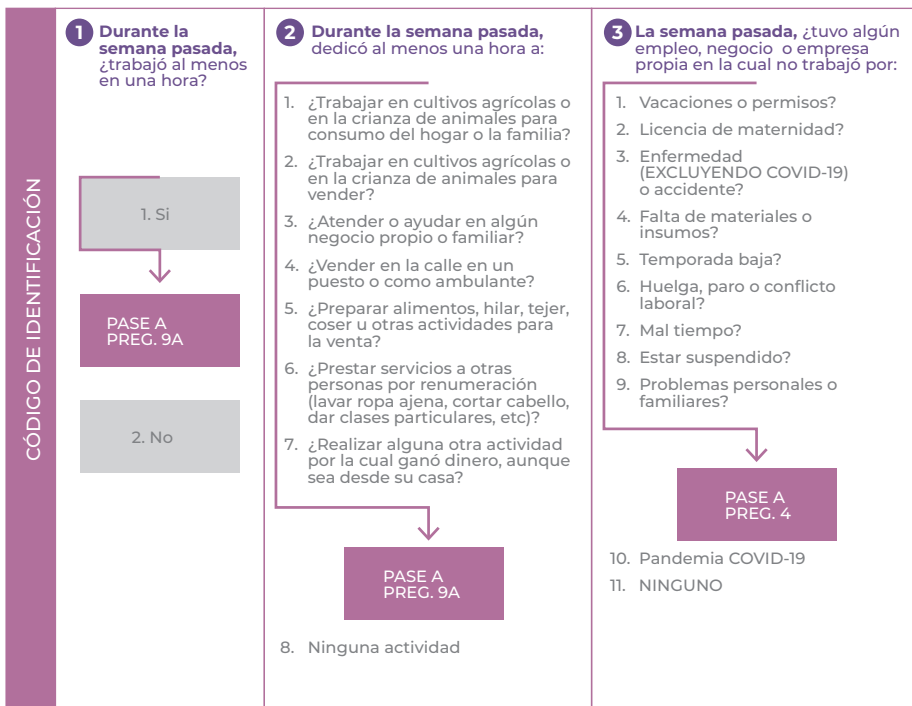 CÓDIGO DE IDENTIFICACIÓN
1 Durante la
semana pasada,
¿trabajó al menos
en una hora?
1. Si
PASE A
PREG. 9A
2. No
2 Durante la semana pasada,
dedicó al menos una hora a:
1. ¿Trabajar en cultivos agrícolas o
en la crianza de animales para
consumo del hogar o la familia?
2. ¿Trabajar en cultivos agrícolas o
en la crianza de animales para
vender?
3. ¿Atender o ayudar en algún
negocio propio o familiar?
4. ¿Vender en la calle en un
puesto o como ambulante?
5. ¿Preparar alimentos, hilar, tejer,
coser u otras actividades para
la venta?
6. ¿Prestar servicios a otras
personas por renumeración
(lavar ropa ajena, cortar cabello,
dar clases particulares, etc)?
7. ¿Realizar alguna otra actividad
por la cual ganó dinero, aunque
sea desde su casa?
PASE A
PREG. 9A
8. Ninguna actividad
3 La semana pasada, ¿tuvo algún
empleo, negocio o empresa
propia en la cual no trabajó por:
1. Vacaciones o permisos?
2. Licencia de maternidad?
3. Enfermedad
(EXCLUYENDO COVID-19)
o accidente?
4. Falta de materiales o
insumos?
5. Temporada baja?
6. Huelga, paro o conflicto
laboral?
7. Mal tiempo?
8. Estar suspendido?
9. Problemas personales o
familiares?
PASE A
PREG. 4
10. Pandemia COVID-19
11. NINGUNO